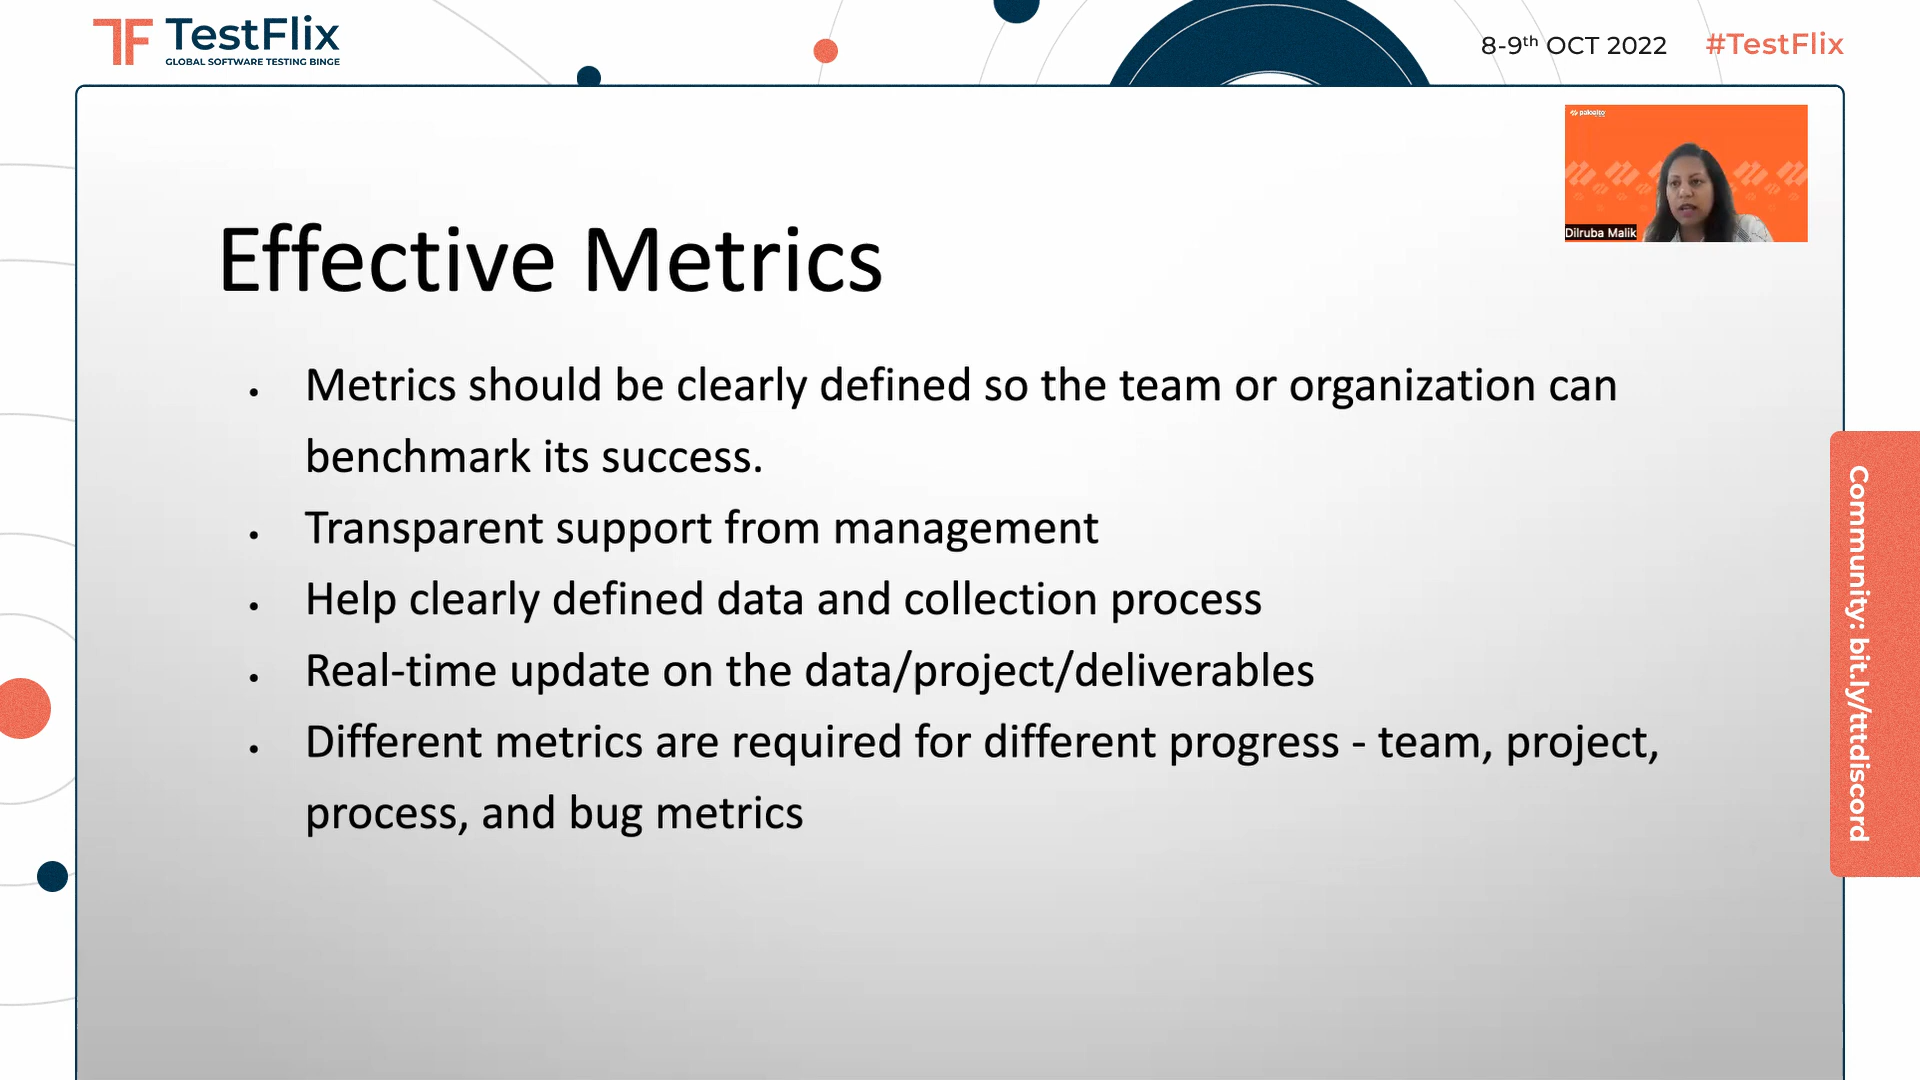 TF TestFlix
GLOBAL SOFTWARE TESTING BINGE
8-9th OCT 2022 #TestFlix
paloalto
Dilruba Malik
Effective Metrics
• Metrics should be clearly defined so the team or organization can
benchmark its success.
• Transparent support from management
• Help clearly defined data and collection process
• Real-time update on the data/project/deliverables
• Different metrics are required for different progress - team, project,
process, and bug metrics
Community: bit.ly/tttdiscord